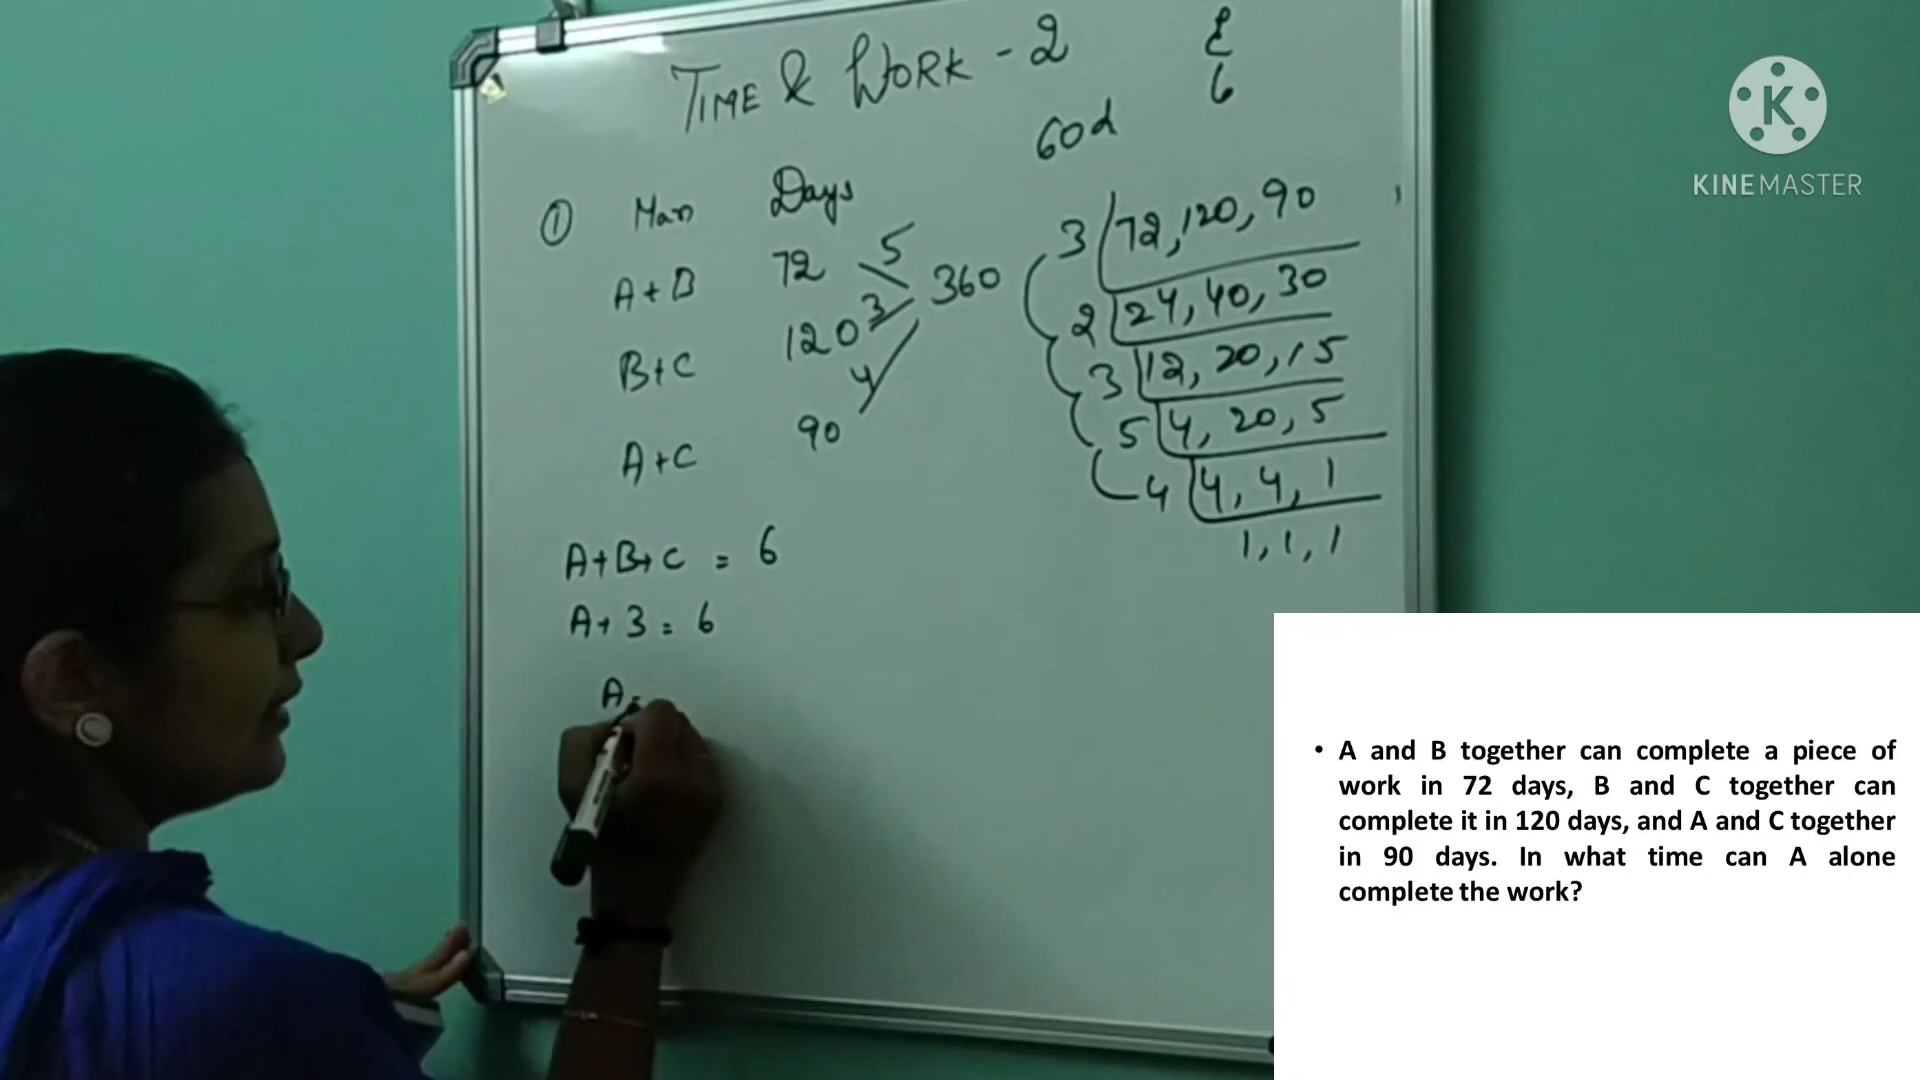 TIME & WORK - 2
E
6
60d
① Man Days
A+B 72 5
360
B+C 120 3
4
A+C 90
3 72, 120, 90
2 24, 40, 30
3 12, 20, 15
5 4, 20, 5
4 4, 4, 1
1, 1, 1
A+B+C = 6
A+ 3 = 6
A =
K
KINEMASTER
• A and B together can complete a piece of
work in 72 days, B and C together can
complete it in 120 days, and A and C together
in 90 days. In what time can A alone
complete the work?